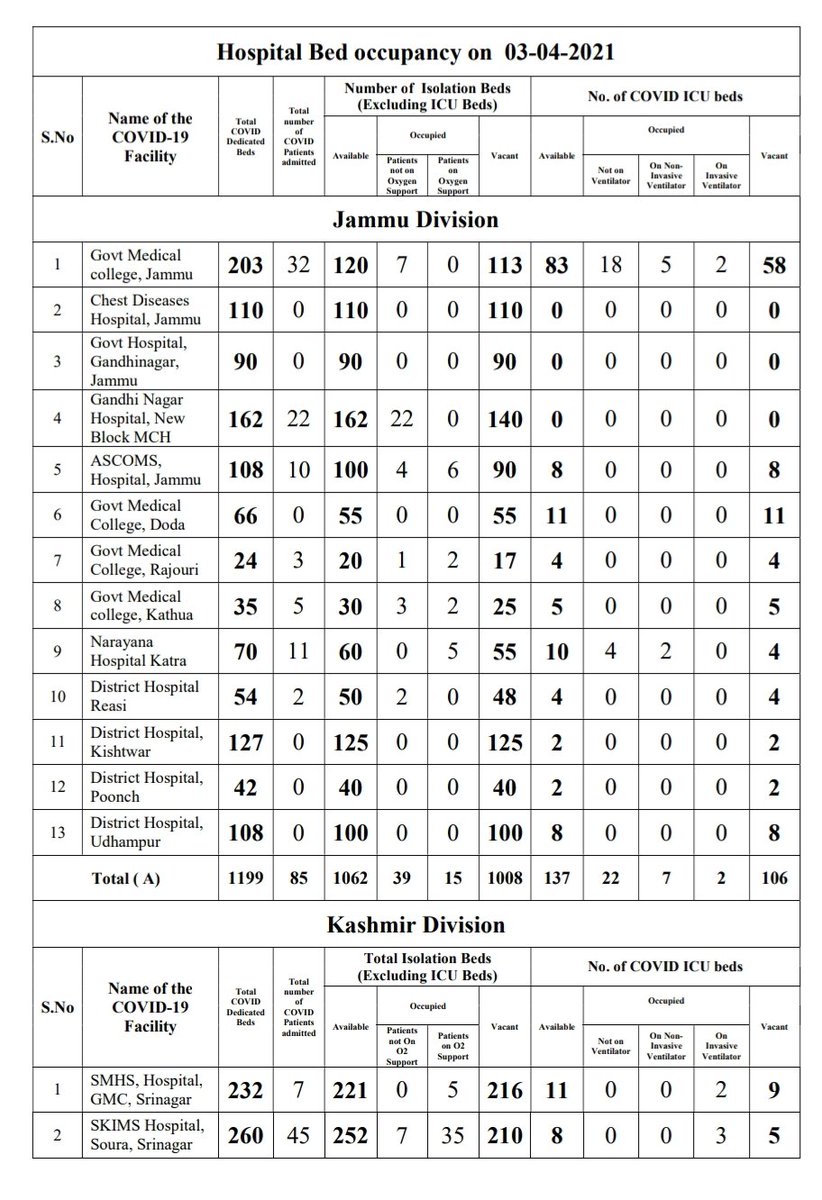 Hospital Bed occupancy on 03-04-2021
S.No
Name of the
COVID-19
Facility
Total
COVID
Dedicated
Beds
Total
number
of
COVID
Patients
admitted
Number of Isolation Beds
(Excluding ICU Beds)
No. of COVID ICU beds
Available
Occupied
Vacant
Available
Occupied
Vacant
Patients
not on
Oxygen
Support
Patients
on
Oxygen
Support
Not on
Ventilator
On Non-
Invasive
Ventilator
On
Invasive
Ventilator
Jammu Division
1 Govt Medical
college, Jammu 203 32 120 7 0 113 83 18 5 2 58
2 Chest Diseases
Hospital, Jammu 110 0 110 0 0 110 0 0 0 0 0
3 Govt Hospital,
Gandhinagar,
Jammu 90 0 90 0 0 90 0 0 0 0 0
4 Gandhi Nagar
Hospital, New
Block MCH 162 22 162 22 0 140 0 0 0 0 0
5 ASCOMS,
Hospital, Jammu 108 10 100 4 6 90 8 0 0 0 8
6 Govt Medical
College, Doda 66 0 55 0 0 55 11 0 0 0 11
7 Govt Medical
College, Rajouri 24 3 20 1 2 17 4 0 0 0 4
8 Govt Medical
college, Kathua 35 5 30 3 2 25 5 0 0 0 5
9 Narayana
Hospital Katra 70 11 60 0 5 55 10 4 2 0 4
10 District Hospital
Reasi 54 2 50 2 0 48 4 0 0 0 4
11 District Hospital,
Kishtwar 127 0 125 0 0 125 2 0 0 0 2
12 District Hospital,
Poonch 42 0 40 0 0 40 2 0 0 0 2
13 District Hospital,
Udhampur 108 0 100 0 0 100 8 0 0 0 8
Total ( A) 1199 85 1062 39 15 1008 137 22 7 2 106
Kashmir Division
S.No
Name of the
COVID-19
Facility
Total
COVID
Dedicated
Beds
Total
number
of
COVID
Patients
admitted
Total Isolation Beds
(Excluding ICU Beds)
No. of COVID ICU beds
Available
Occupied
Vacant
Available
Occupied
Vacant
Patients
not On
O2
Support
Patients
on O2
Support
Not on
Ventilator
On Non-
Invasive
Ventilator
On
Invasive
Ventilator
1 SMHS, Hospital,
GMC, Srinagar 232 7 221 0 5 216 11 0 0 2 9
2 SKIMS Hospital,
Soura, Srinagar 260 45 252 7 35 210 8 0 0 3 5